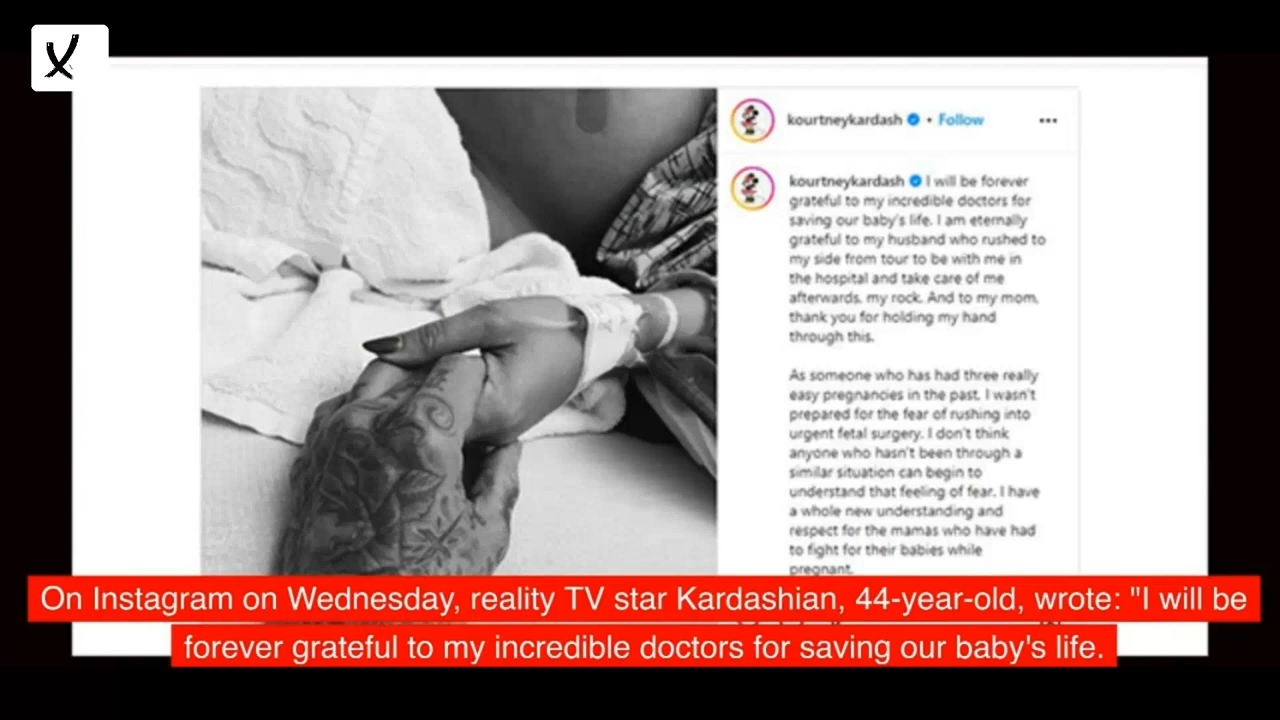 kourtneykardash • Follow •••
kourtneykardash I will be forever
grateful to my incredible doctors for
saving our baby's life. I am eternally
grateful to my husband who rushed to
my side from tour to be with me in
the hospital and take care of me
afterwards, my rock. And to my mom,
thank you for holding my hand
through this.
As someone who has had three really
easy pregnancies in the past, I wasn't
prepared for the fear of rushing into
urgent fetal surgery. I don't think
anyone who hasn't been through a
similar situation can begin to
understand that feeling of fear. I have
a whole new understanding and
respect for the mamas who have had
to fight for their babies while
pregnant.
On Instagram on Wednesday, reality TV star Kardashian, 44-year-old, wrote: "I will be
forever grateful to my incredible doctors for saving our baby's life.